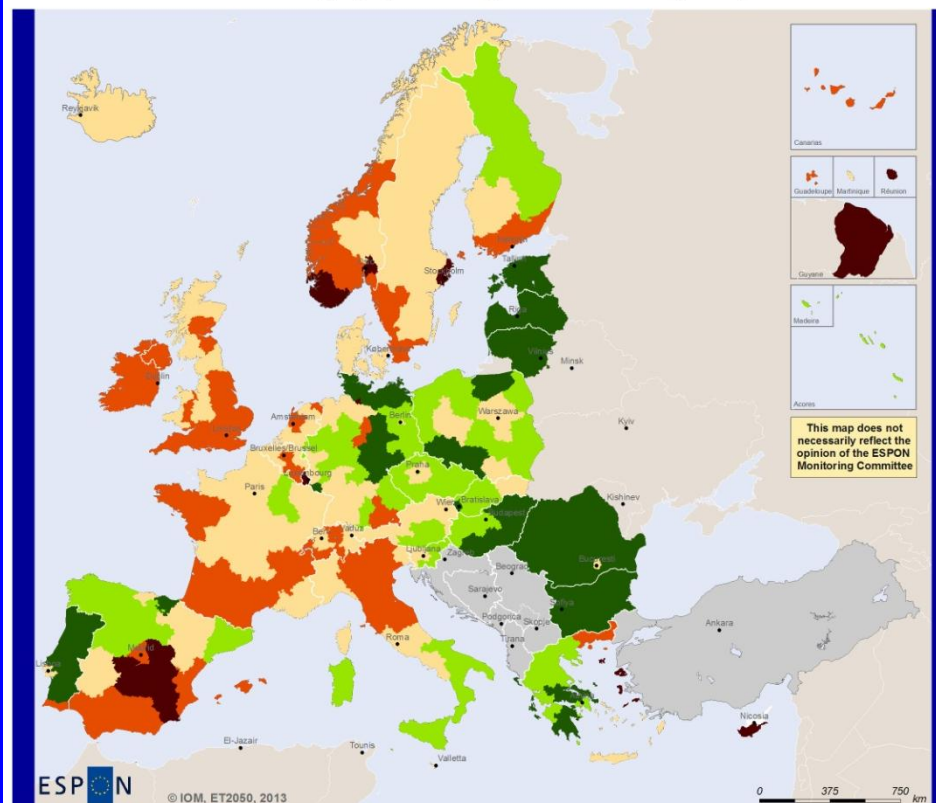 Reykjavik
Canarias
Guadeloupe
Martinique
Réunion
Guyane
Madeira
Acores
This map does not
necessarily reflect the
opinion of the ESPON
Monitoring Committee
Stockholm
Tallinn
Riga
Vilnius
Minsk
København
Dublin
London
Amsterdam
Berlin
Warszawa
Kyiv
Bruxelles/Brussel
Praha
Paris
Kishinev
Wien
Bratislava
Budapest
Bern
Vaduz
Ljubljana
Zagreb
Beograd
Sarajevo
Podgorica
Skopje
Tirana
Sofiya
Ankara
Roma
Madrid
El-Jazair
Tounis
Valletta
Nicosia
ESPON
© IOM, ET2050, 2013
0 375 750
km